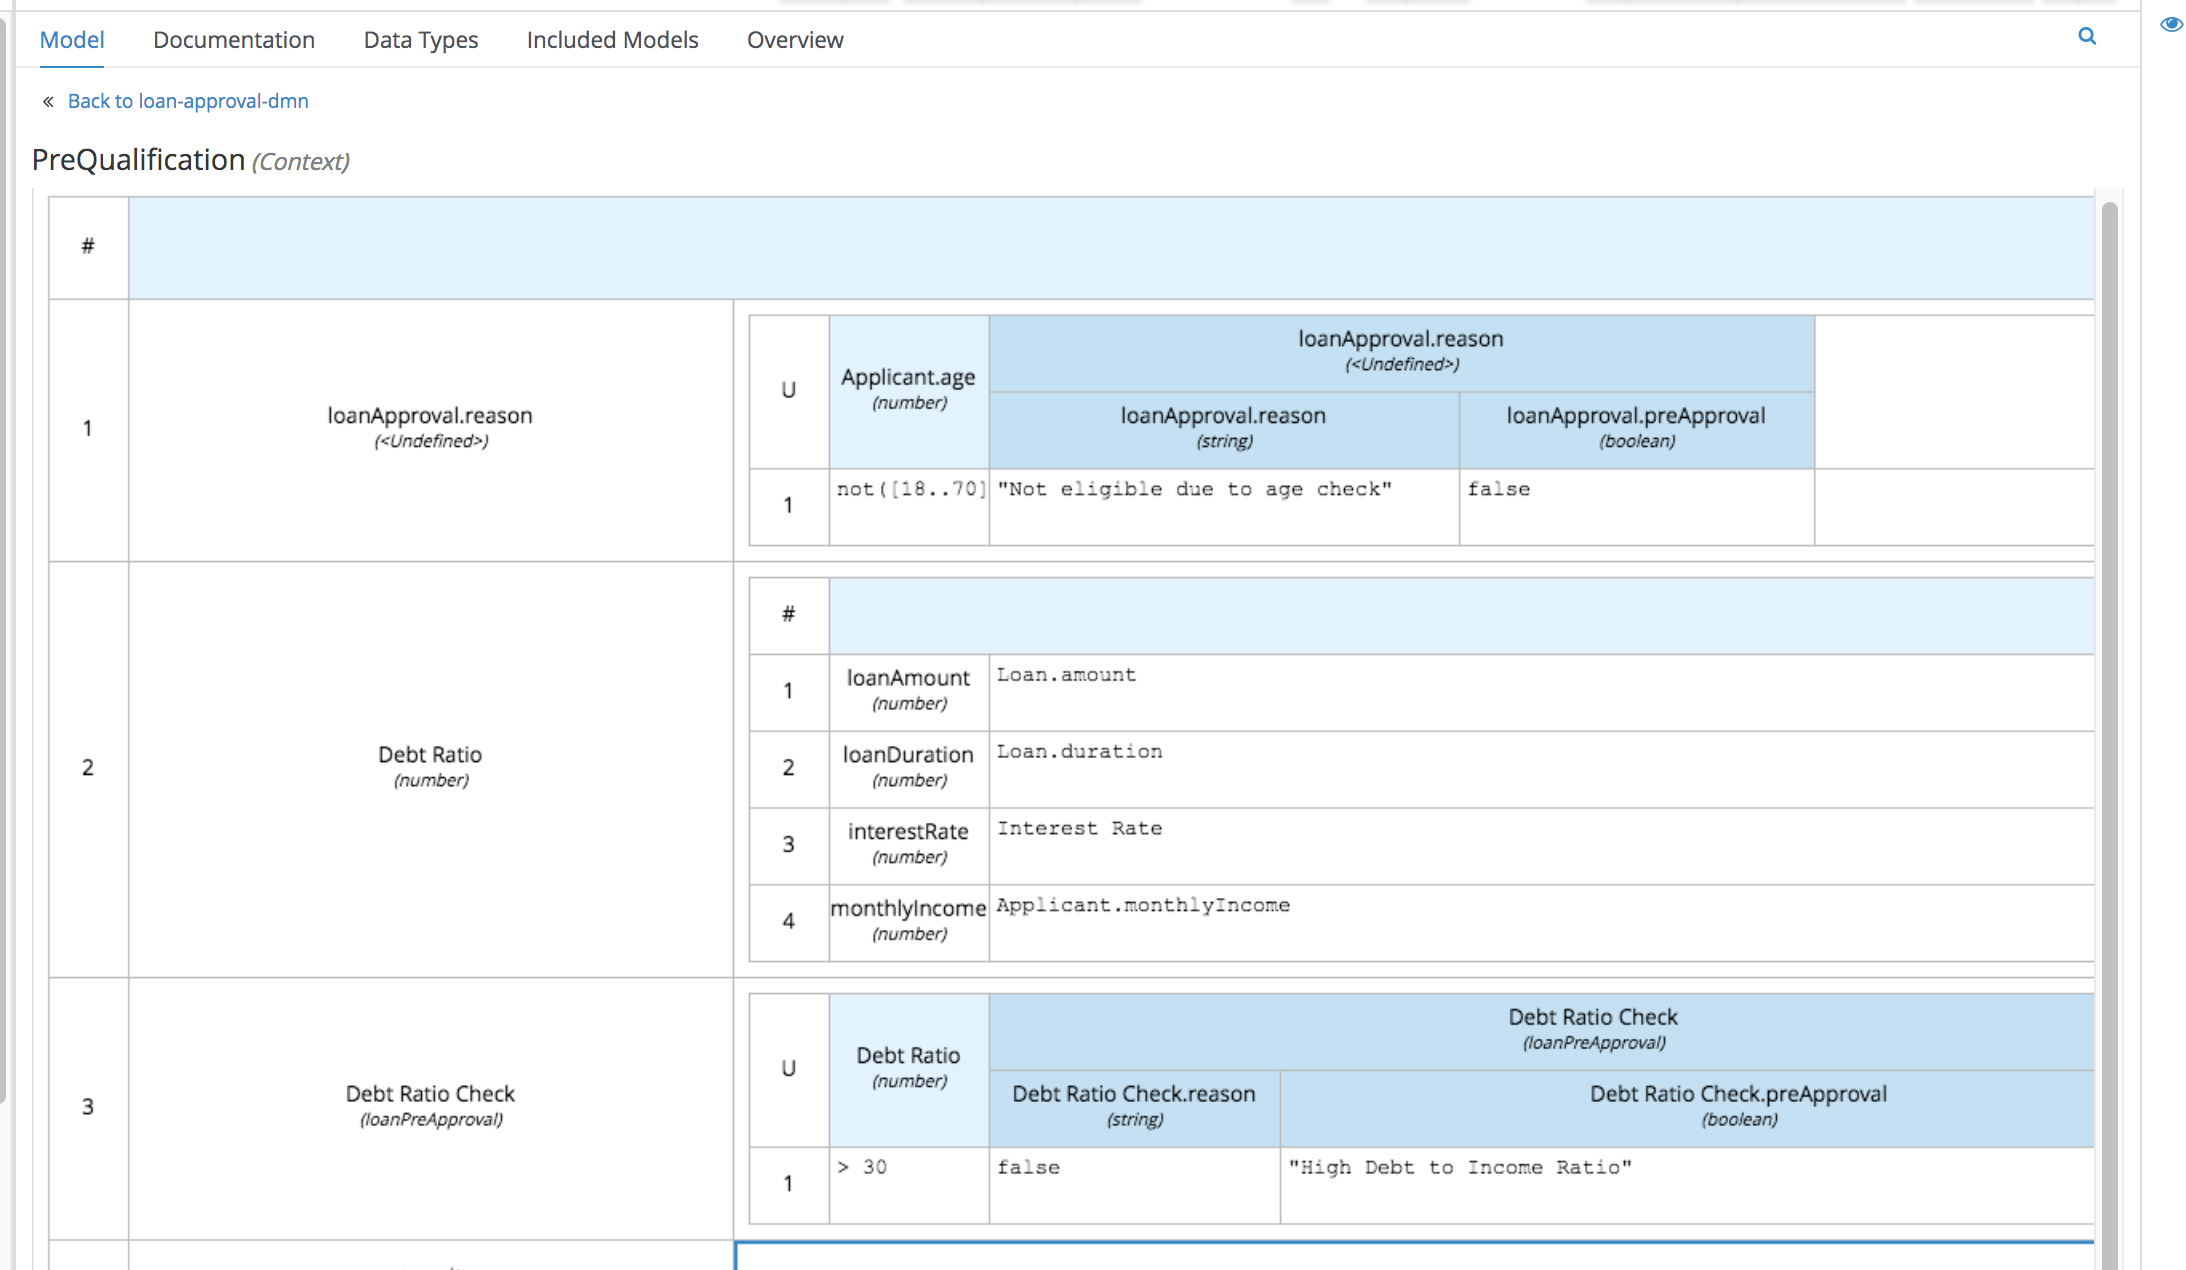 Model Documentation Data Types Included Models Overview
« Back to loan-approval-dmn
PreQualification (Context)
#
1
loanApproval.reason
(<Undefined>)
U
Applicant.age
(number)
loanApproval.reason
(<Undefined>)
loanApproval.reason
(string)
loanApproval.preApproval
(boolean)
1
not([18..70]
"Not eligible due to age check"
false
2
Debt Ratio
(number)
#
1
loanAmount
(number)
Loan.amount
2
loanDuration
(number)
Loan.duration
3
interestRate
(number)
Interest Rate
4
monthlyIncome
(number)
Applicant.monthlyIncome
3
Debt Ratio Check
(loanPreApproval)
U
Debt Ratio
(number)
Debt Ratio Check
(loanPreApproval)
Debt Ratio Check.reason
(string)
Debt Ratio Check.preApproval
(boolean)
1
> 30
false
"High Debt to Income Ratio"